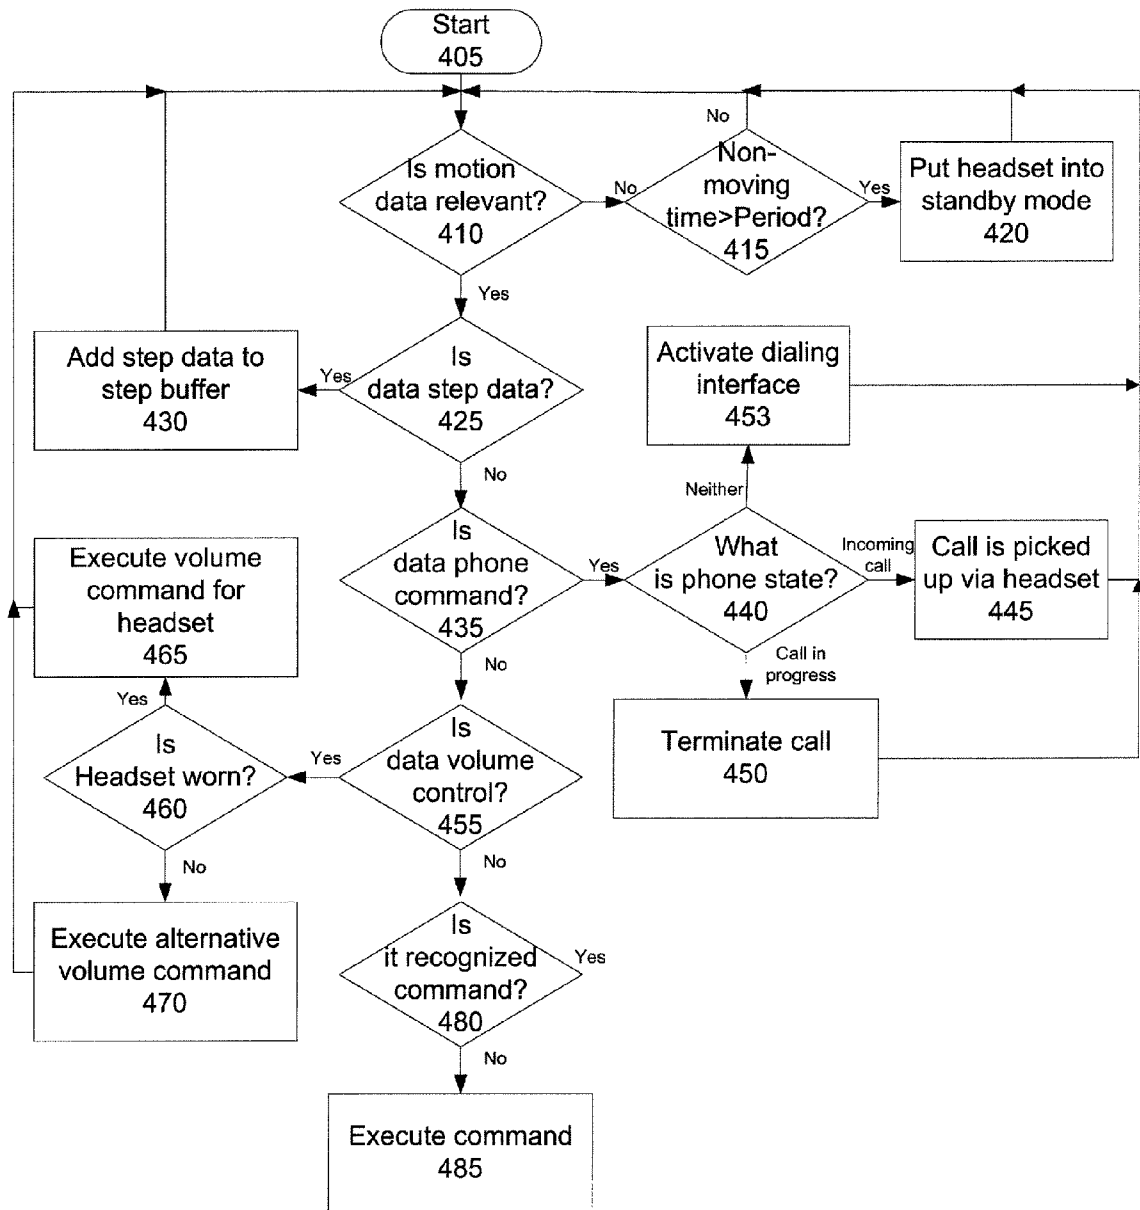 Start
405
No
Is motion
data relevant?
410
No
Non-
moving
time>Period?
415
Yes
Put headset into
standby mode
420
Yes
Add step data to
step buffer
430
Yes
Is
data step data?
425
Activate dialing
interface
453
No
Neither
Execute volume
command for
headset
465
Is
data phone
command?
435
Yes
What
is phone state?
440
Incoming
call
Call is picked
up via headset
445
No
Call in
progress
Yes
Is
Headset worn?
460
Yes
Is
data volume
control?
455
Terminate call
450
No
No
Execute alternative
volume command
470
Is
it recognized
command?
480
Yes
No
Execute command
485